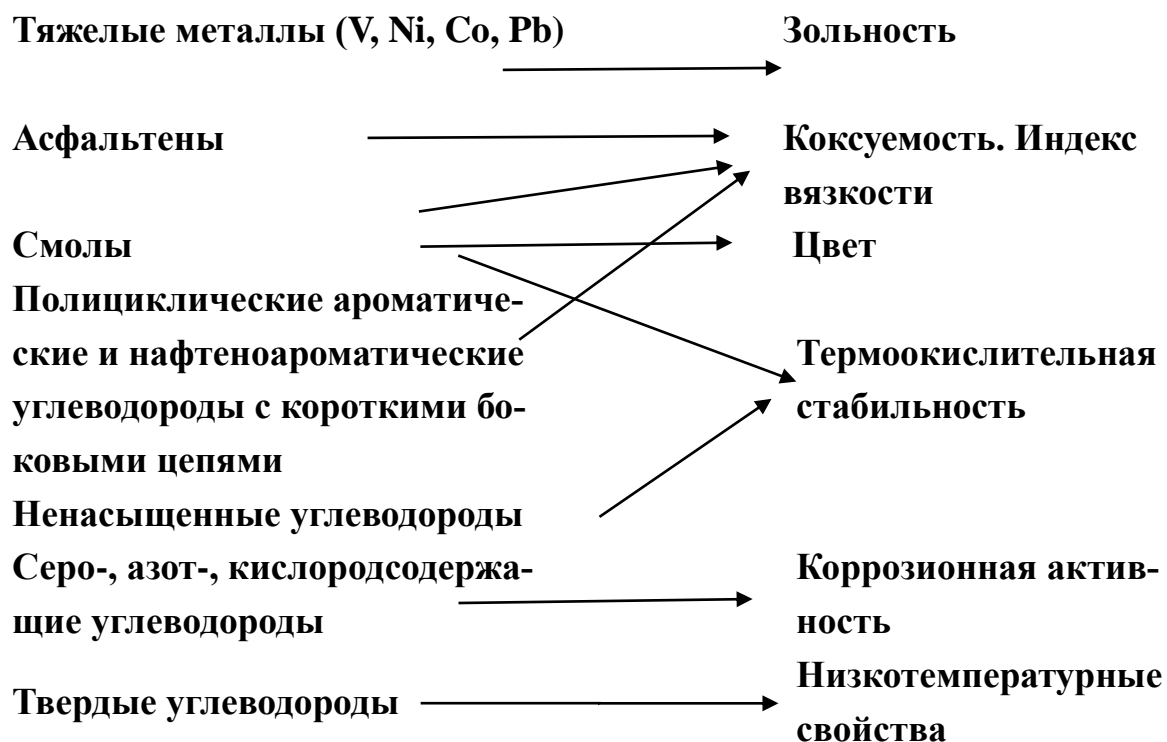 Тяжелые металлы (V, Ni, Co, Pb) Зольность
Асфальтены Коксуемость. Индекс
вязкости
Смолы Цвет
Полициклические ароматиче-
ские и нафтеноароматические Термоокислительная
углеводороды с короткими бо- стабильность
ковыми цепями
Ненасыщенные углеводороды
Серо-, азот-, кислородсодержа- Коррозионная актив-
щие углеводороды ность
Твердые углеводороды Низкотемпературные
свойства